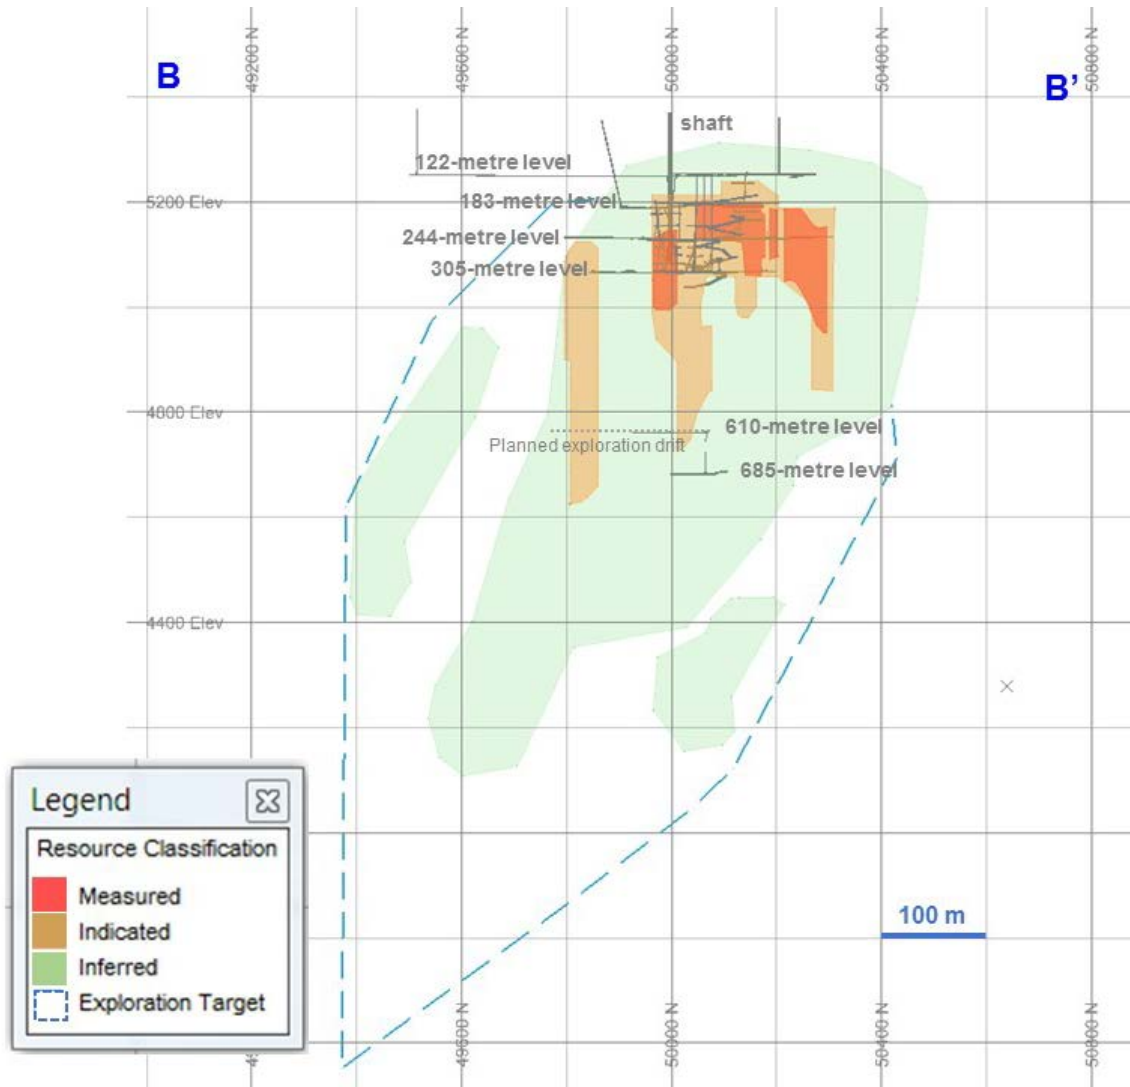 49200 N
49600 N
50000 N
50400 N
50800 N
B
B'
shaft
122-metre level
5200 Elev
183-metre level
244-metre level
305-metre level
4800 Elev
610-metre level
Planned exploration drift
685-metre level
4400 Elev
Legend
Resource Classification
Measured
Indicated
Inferred
Exploration Target
100 m
49600 N
50000 N
50400 N
50800 N